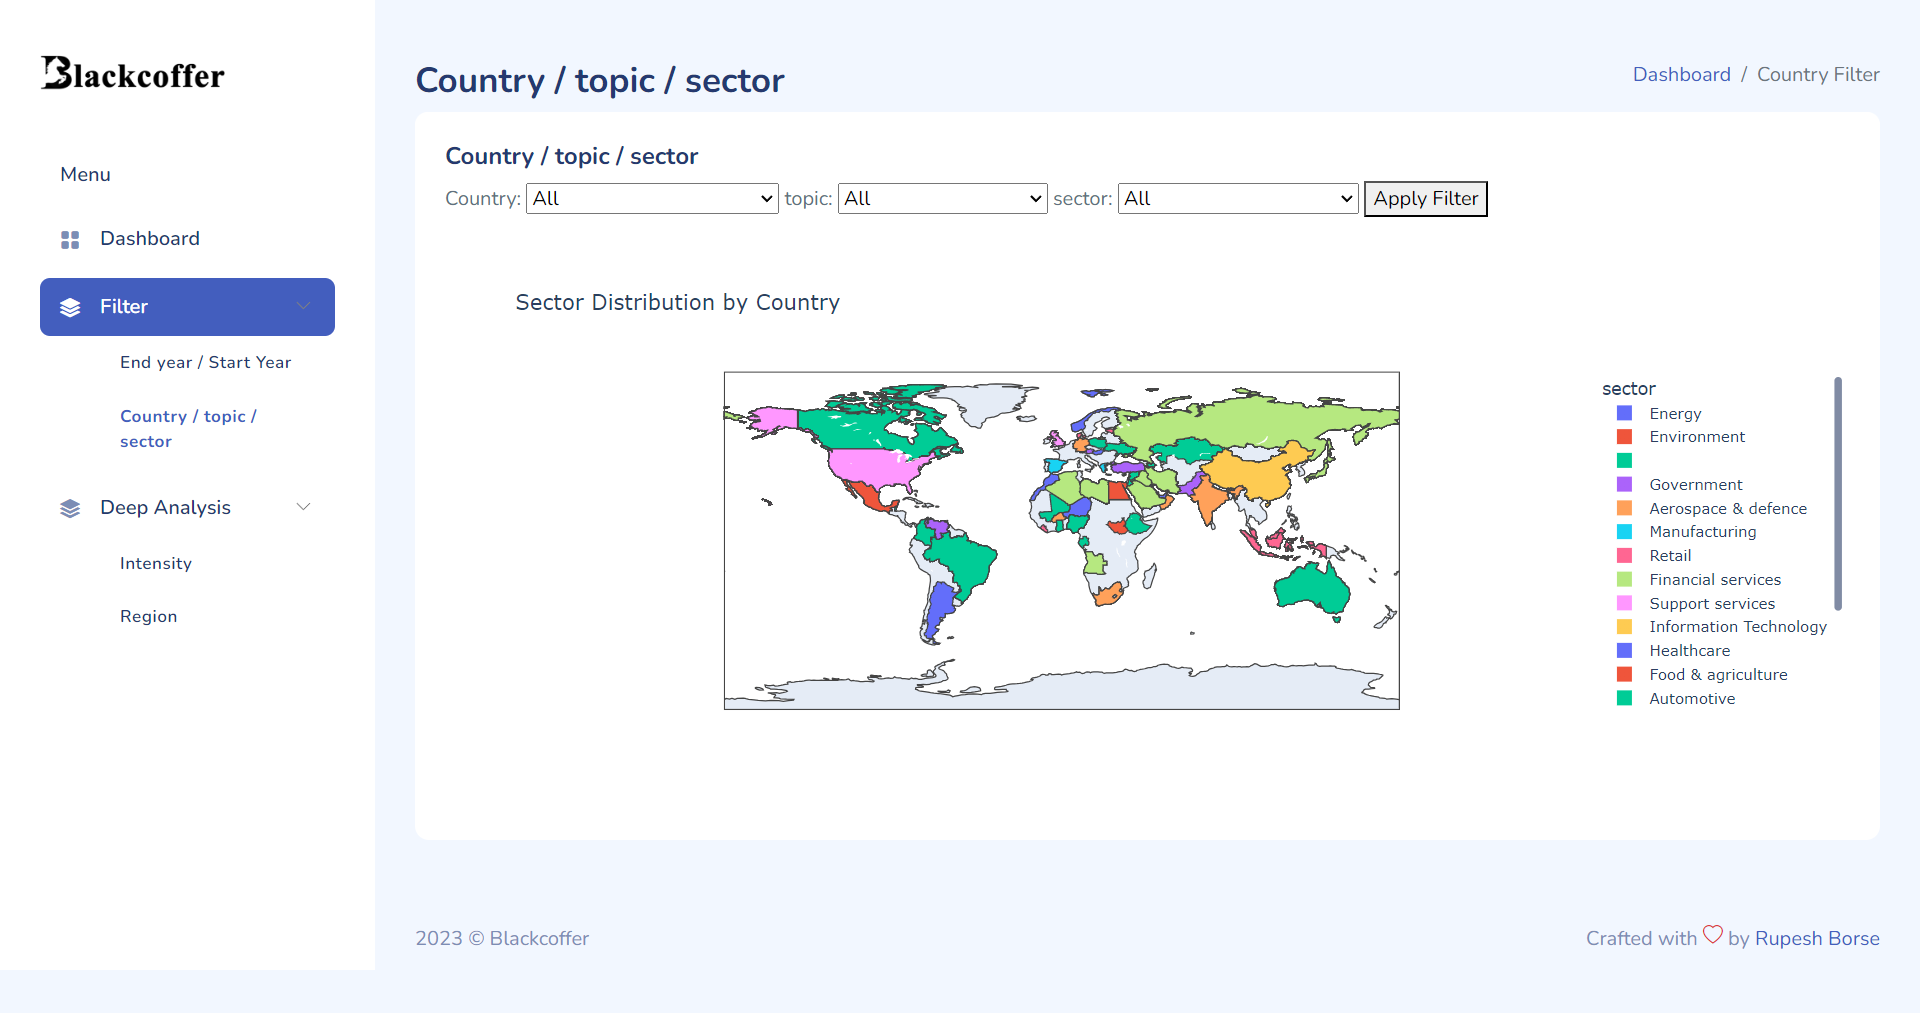 Blackcoffer
Menu
Dashboard
Filter
End year / Start Year
Country / topic /
sector
Deep Analysis
Intensity
Region
Country / topic / sector
Dashboard / Country Filter
Country / topic / sector
Country: All topic: All sector: All Apply Filter
Sector Distribution by Country
sector
Energy
Environment
Government
Aerospace & defence
Manufacturing
Retail
Financial services
Support services
Information Technology
Healthcare
Food & agriculture
Automotive
2023 © Blackcoffer
Crafted with by Rupesh Borse